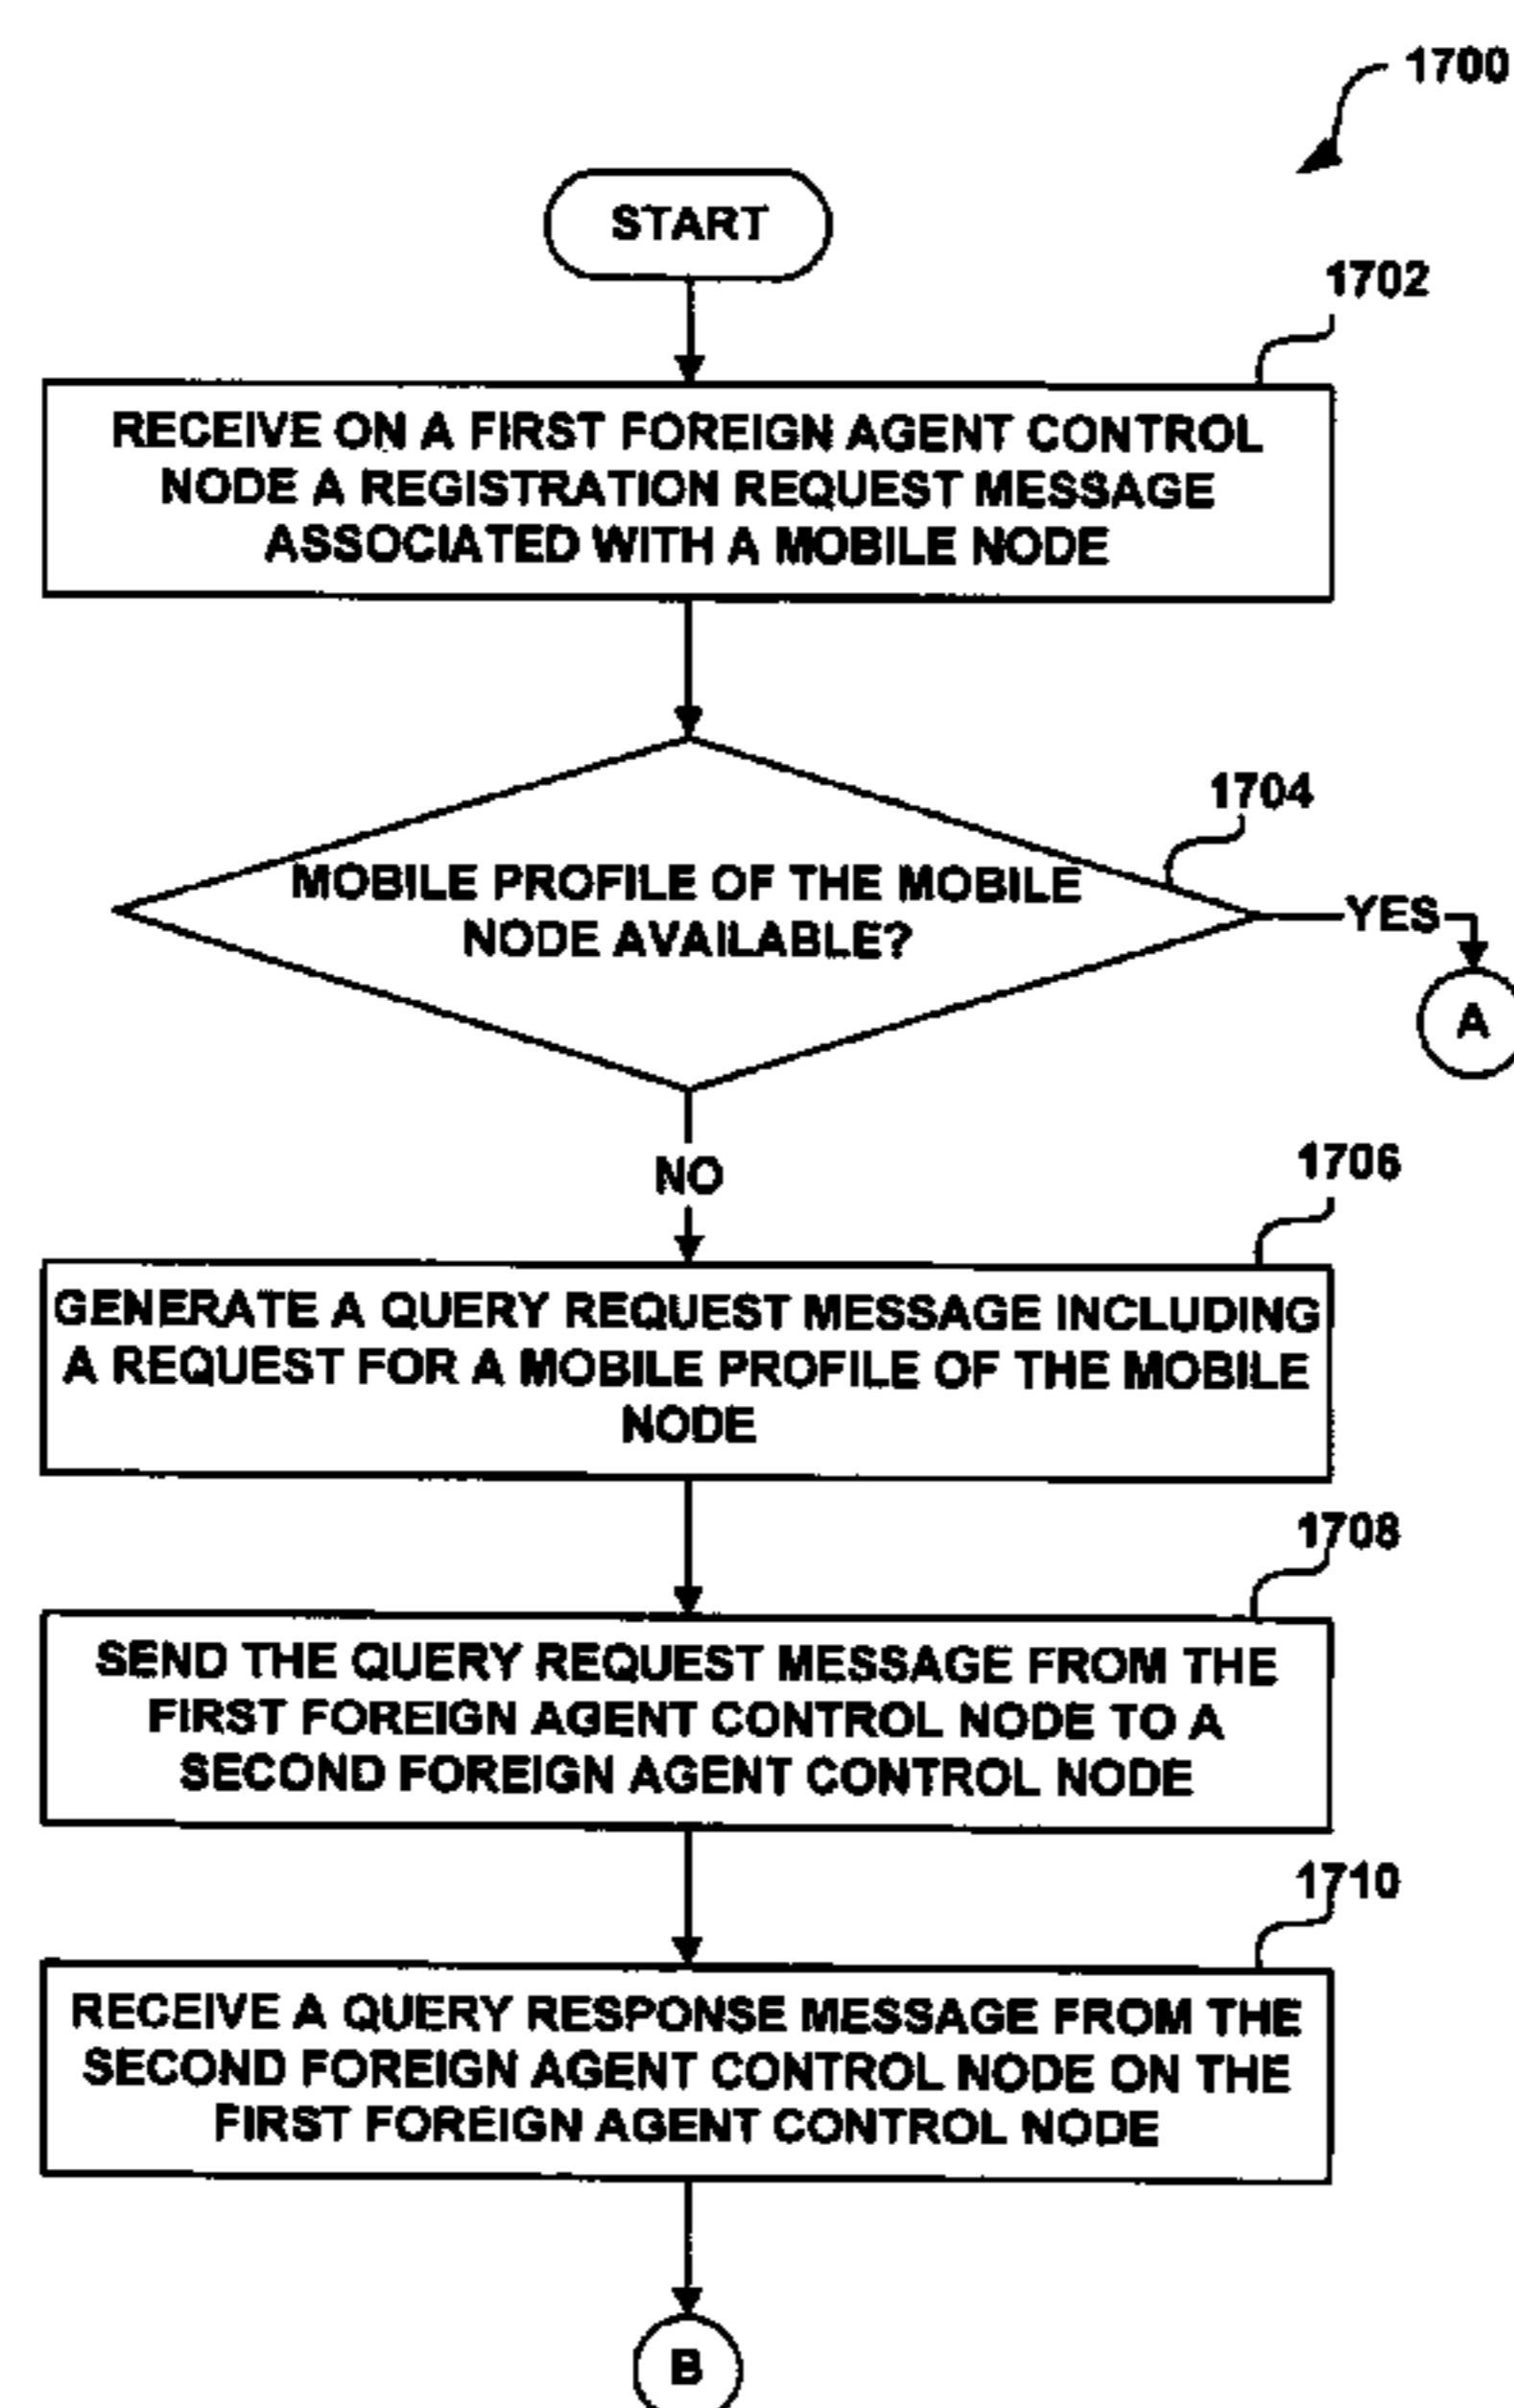 1700
START
1702
RECEIVE ON A FIRST FOREIGN AGENT CONTROL
NODE A REGISTRATION REQUEST MESSAGE
ASSOCIATED WITH A MOBILE NODE
1704
MOBILE PROFILE OF THE MOBILE
NODE AVAILABLE?
YES
A
NO
1706
GENERATE A QUERY REQUEST MESSAGE INCLUDING
A REQUEST FOR A MOBILE PROFILE OF THE MOBILE
NODE
1708
SEND THE QUERY REQUEST MESSAGE FROM THE
FIRST FOREIGN AGENT CONTROL NODE TO A
SECOND FOREIGN AGENT CONTROL NODE
1710
RECEIVE A QUERY RESPONSE MESSAGE FROM THE
SECOND FOREIGN AGENT CONTROL NODE ON THE
FIRST FOREIGN AGENT CONTROL NODE
B